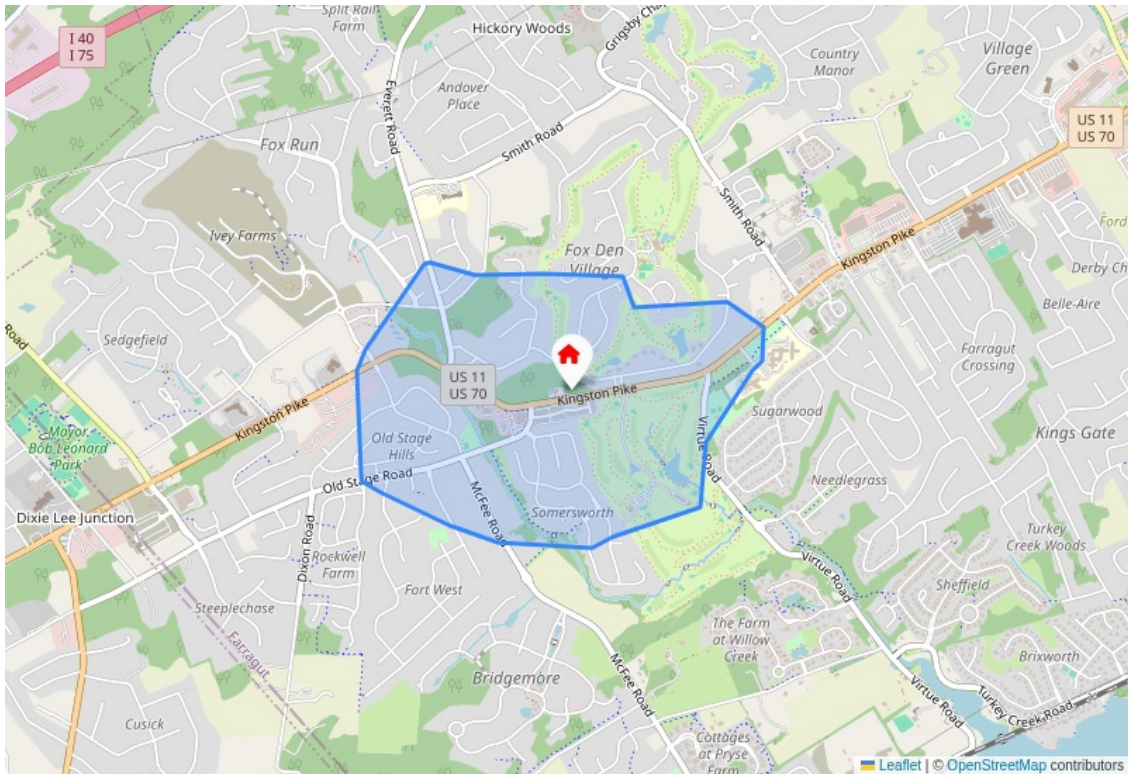 Split Rail
Farm
Hickory Woods
Grigsby Cha
I 40
I 75
Country
Manor
Village
Green
Andover
Place
Everett Road
US 11
US 70
Smith Road
Fox Run
Smith Road
Ivey Farms
Fox Den
Village
Ford
Kingston Pike
Derby Ch
Belle-Aire
Road
Sedgefield
Farragut
Crossing
US 11
US 70
Kingston Pike
Kingston Pike
Mayor
Bob Leonard
Park
Old Stage
Hills
Sugarwood
Virtue Road
Kings Gate
Old Stage Road
McFee Road
Needlegrass
Somersworth
Dixie Lee Junction
Dixon Road
Rockwell
Farm
Turkey
Creek Woods
Fort West
Virtue Road
Sheffield
Steeplechase
Farragut
The Farm
at Willow
Creek
Brixworth
McFee Road
Bridgemore
Virtue Road
Turkey Creek Road
Cusick
Cottages
at Pryse
Farm
Leaflet | © OpenStreetMap contributors